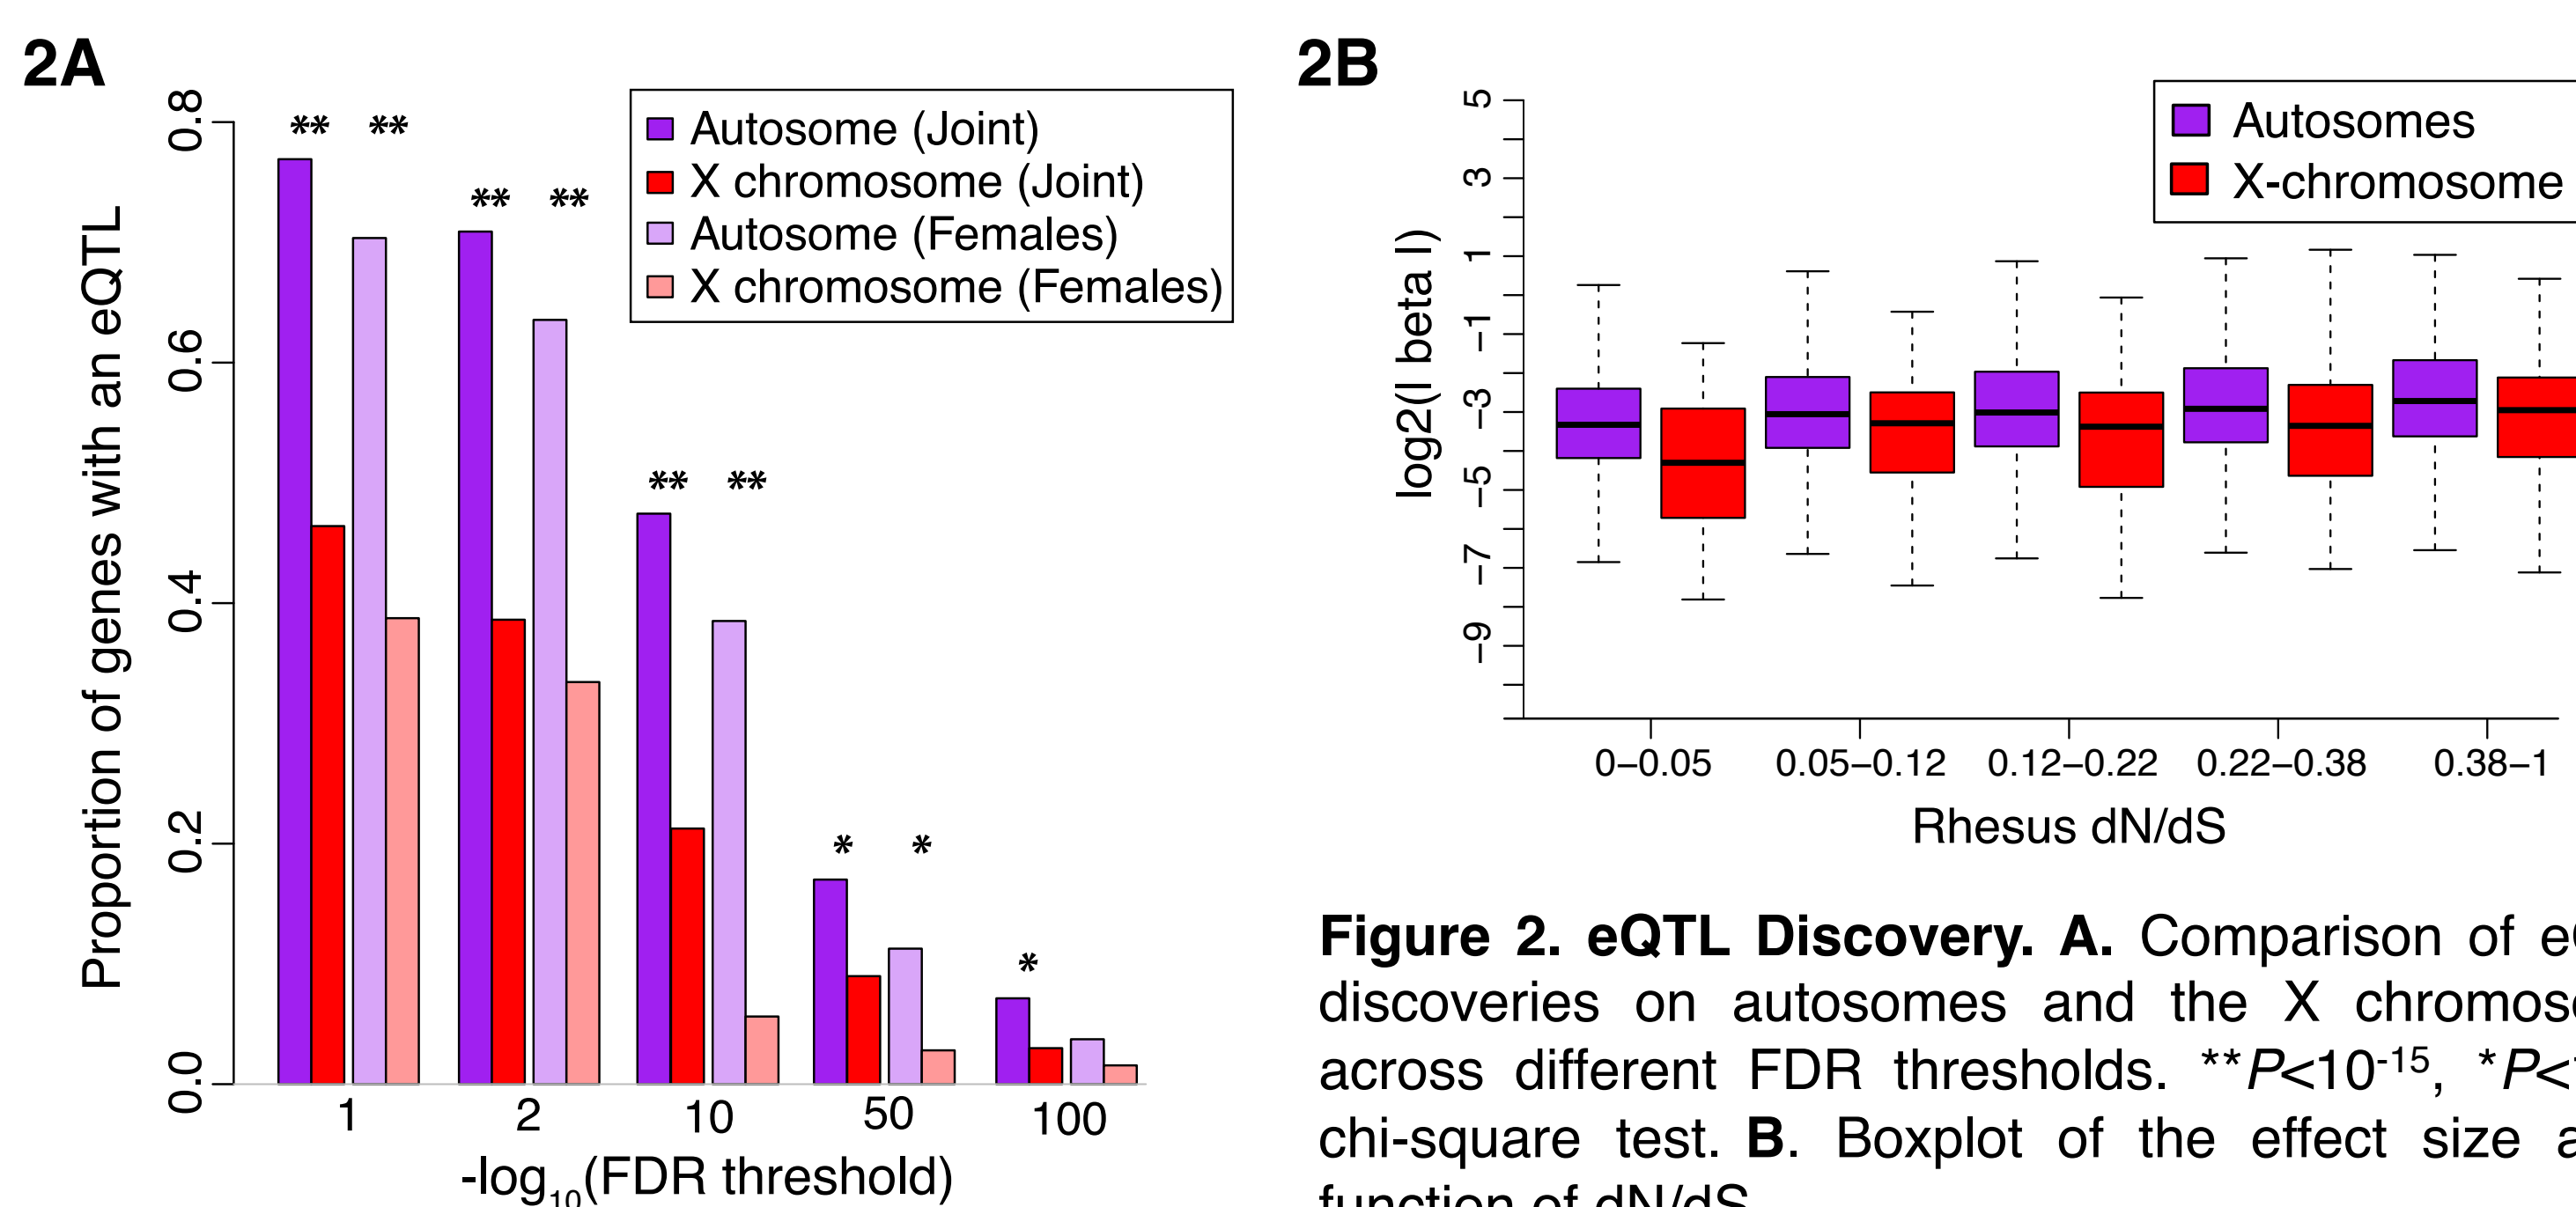 2A
0.8
0.6
0.4
0.2
0.0
Proportion of genes with an eQTL
** **
** **
** **
* *
*
Autosome (Joint)
X chromosome (Joint)
Autosome (Females)
X chromosome (Females)
1 2 10 50 100
-log10(FDR threshold)
2B
5
3
1
−1
−3
−5
−7
−9
log2(I beta I)
Autosomes
X-chromosome
0−0.05 0.05−0.12 0.12−0.22 0.22−0.38 0.38−1
Rhesus dN/dS
Figure 2. eQTL Discovery. A. Comparison of
discoveries on autosomes and the X
across different FDR thresholds. **P<10-15, *P<
chi-square test. B. Boxplot of the effect size
function of dN/dS